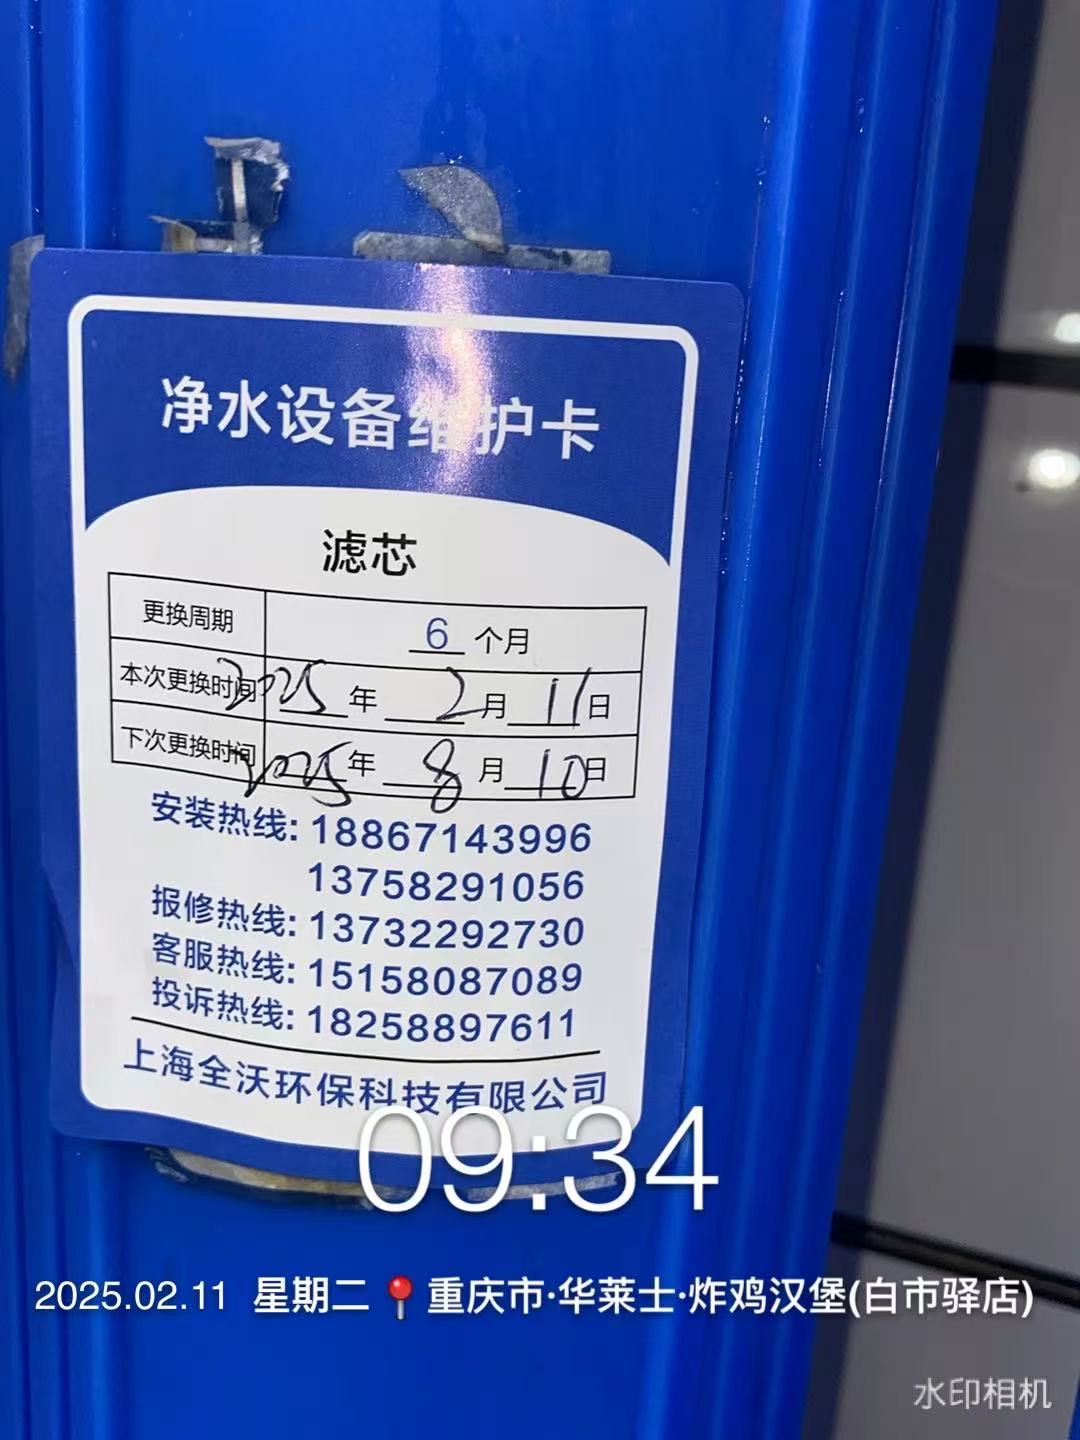 净水设备维护卡
滤芯
更换周期 6 个月
本次更换时间 2025 年 2 月 11 日
下次更换时间 2025 年 8 月 10 日
安装热线: 18867143996
13758291056
报修热线: 13732292730
客服热线: 15158087089
投诉热线: 18258897611
上海全沃环保科技有限公司
09:34
2025.02.11 星期二 📍重庆市·华莱士·炸鸡汉堡(白市驿店)
水印相机